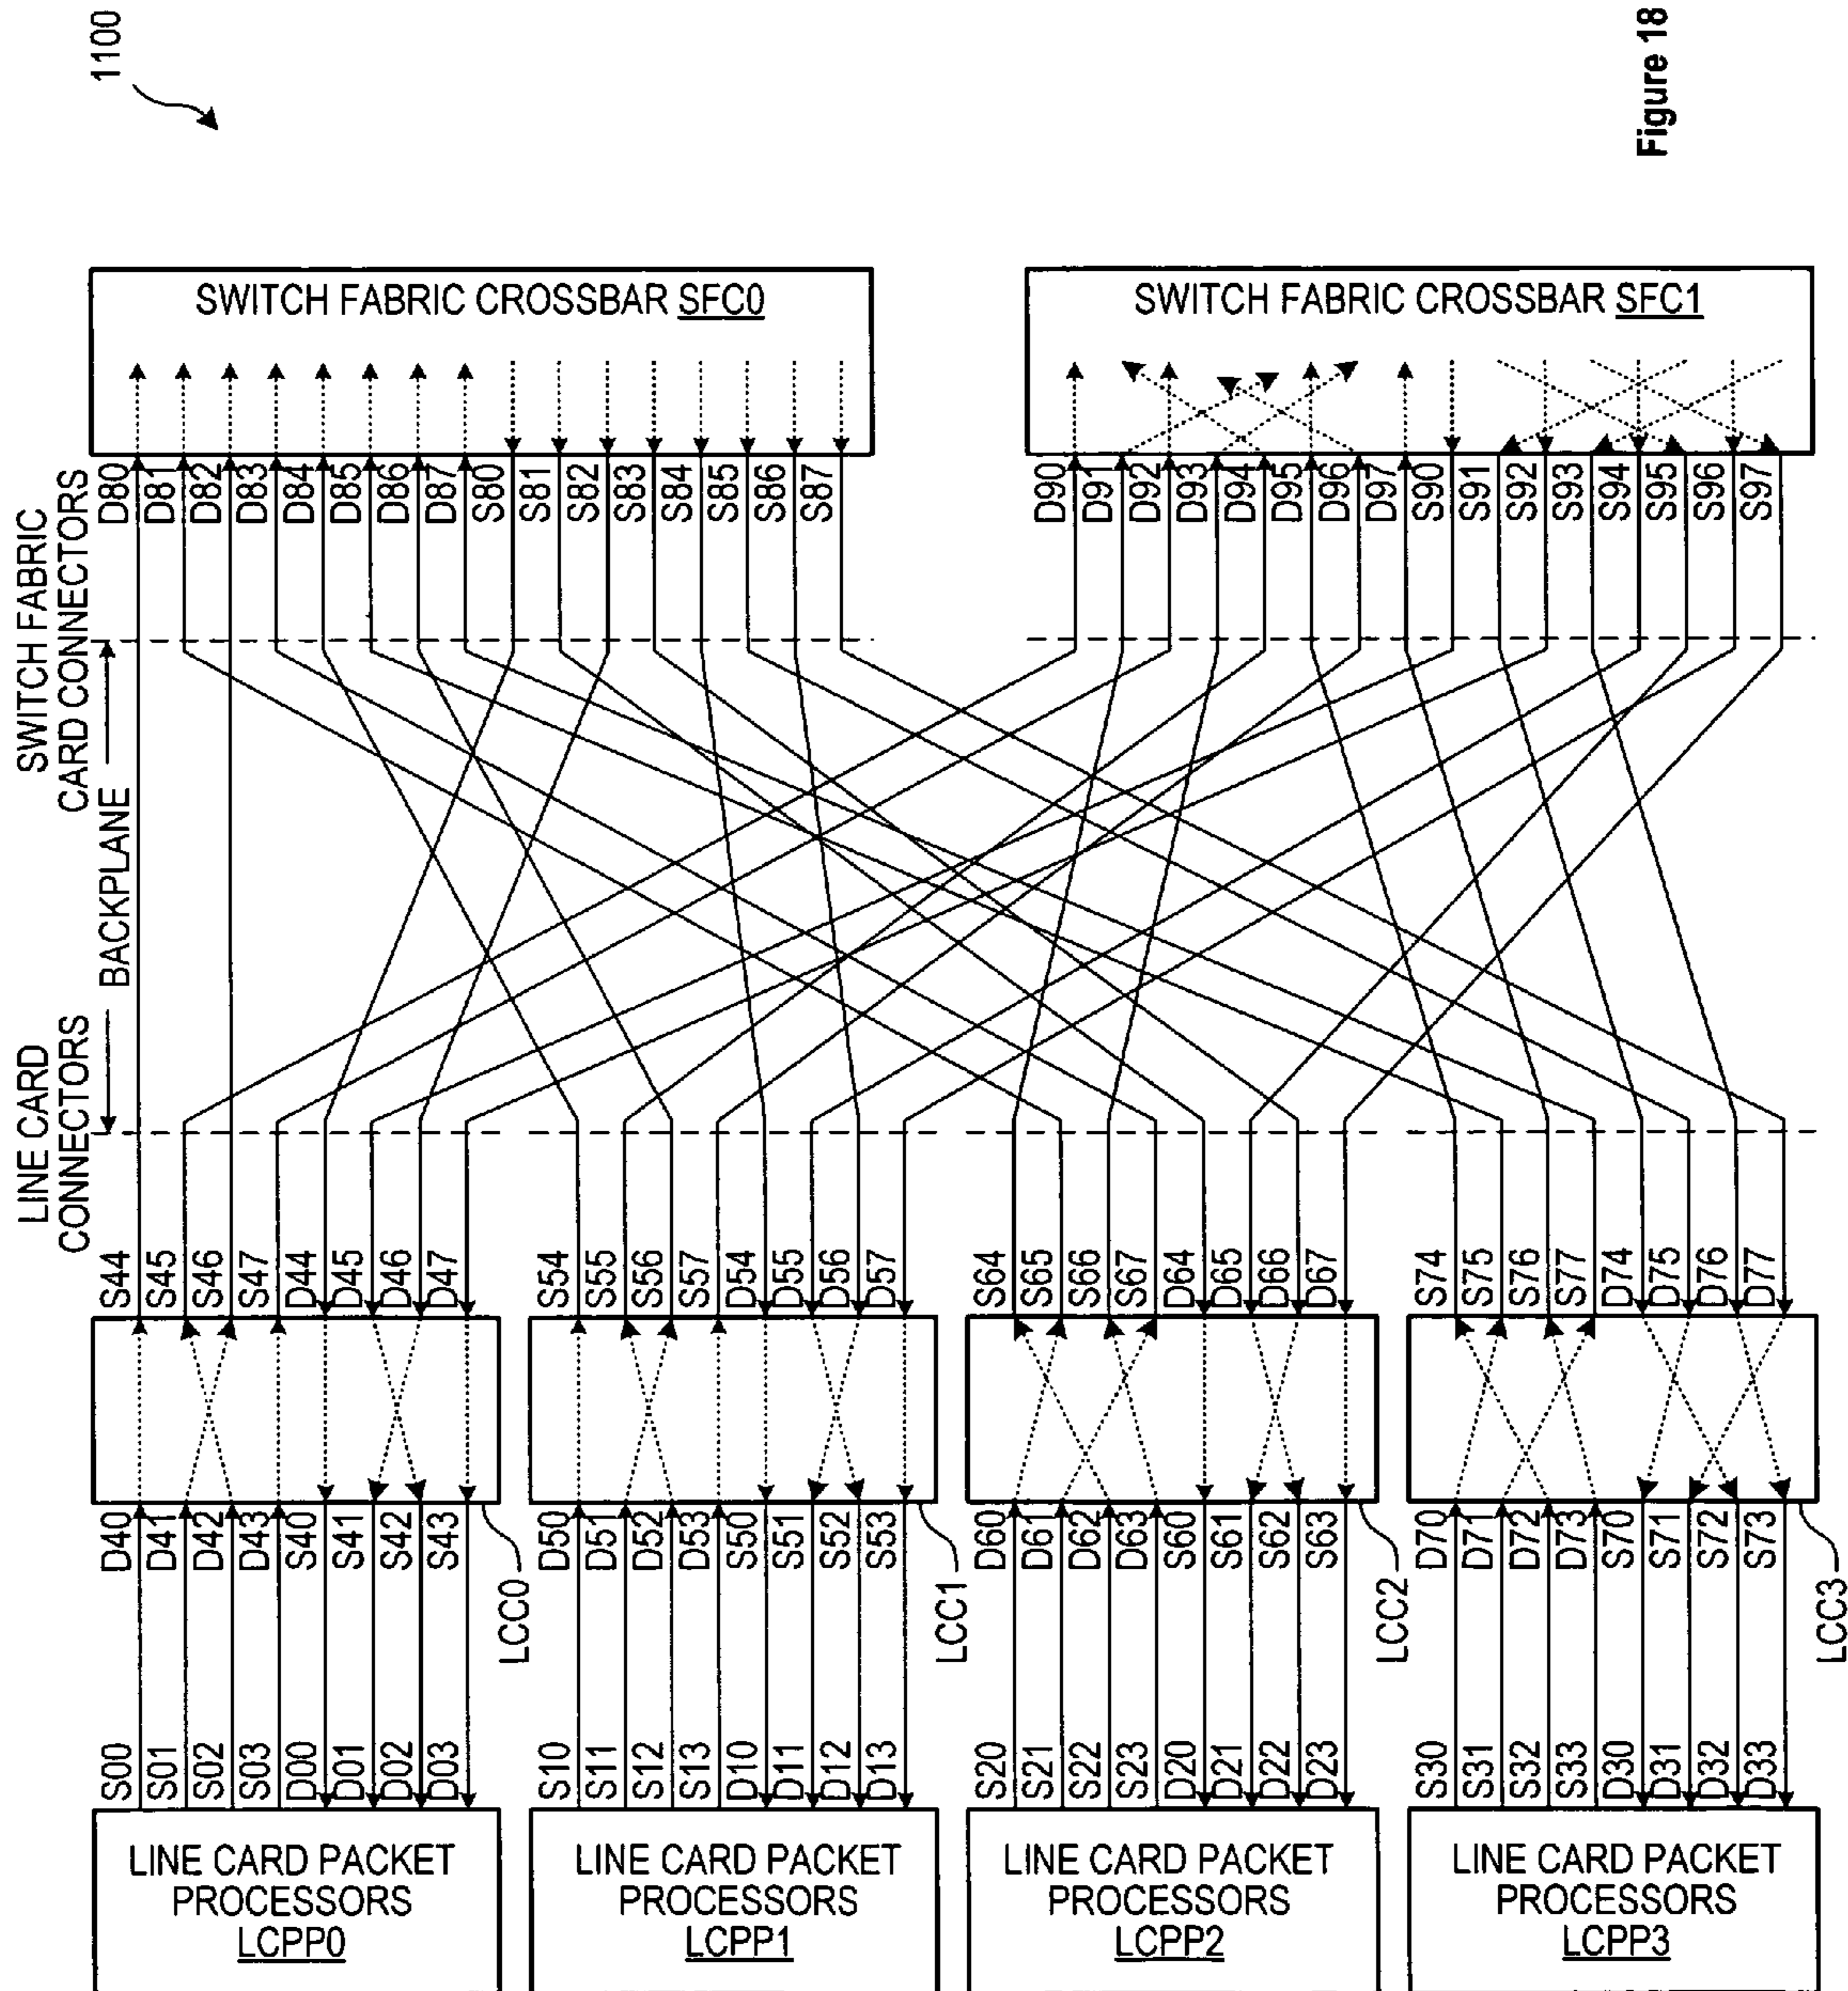 1100
SWITCH FABRIC
CARD CONNECTORS
BACKPLANE
LINE CARD
CONNECTORS
SWITCH FABRIC CROSSBAR SFC0
D80
D81
D82
D83
D84
D85
D86
D87
S80
S81
S82
S83
S84
S85
S86
S87
SWITCH FABRIC CROSSBAR SFC1
D90
D91
D92
D93
D94
D95
D96
D97
S90
S91
S92
S93
S94
S95
S96
S97
S44
S45
S46
S47
D44
D45
D46
D47
S54
S55
S56
S57
D54
D55
D56
D57
S64
S65
S66
S67
D64
D65
D66
D67
S74
S75
S76
S77
D74
D75
D76
D77
D40
D41
D42
D43
S40
S41
S42
S43
LCC0
D50
D51
D52
D53
S50
S51
S52
S53
LCC1
D60
D61
D62
D63
S60
S61
S62
S63
LCC2
D70
D71
D72
D73
S70
S71
S72
S73
LCC3
S00
S01
S02
S03
D00
D01
D02
D03
S10
S11
S12
S13
D10
D11
D12
D13
S20
S21
S22
S23
D20
D21
D22
D23
S30
S31
S32
S33
D30
D31
D32
D33
LINE CARD PACKET
PROCESSORS
LCPP0
LINE CARD PACKET
PROCESSORS
LCPP1
LINE CARD PACKET
PROCESSORS
LCPP2
LINE CARD PACKET
PROCESSORS
LCPP3
Figure 18